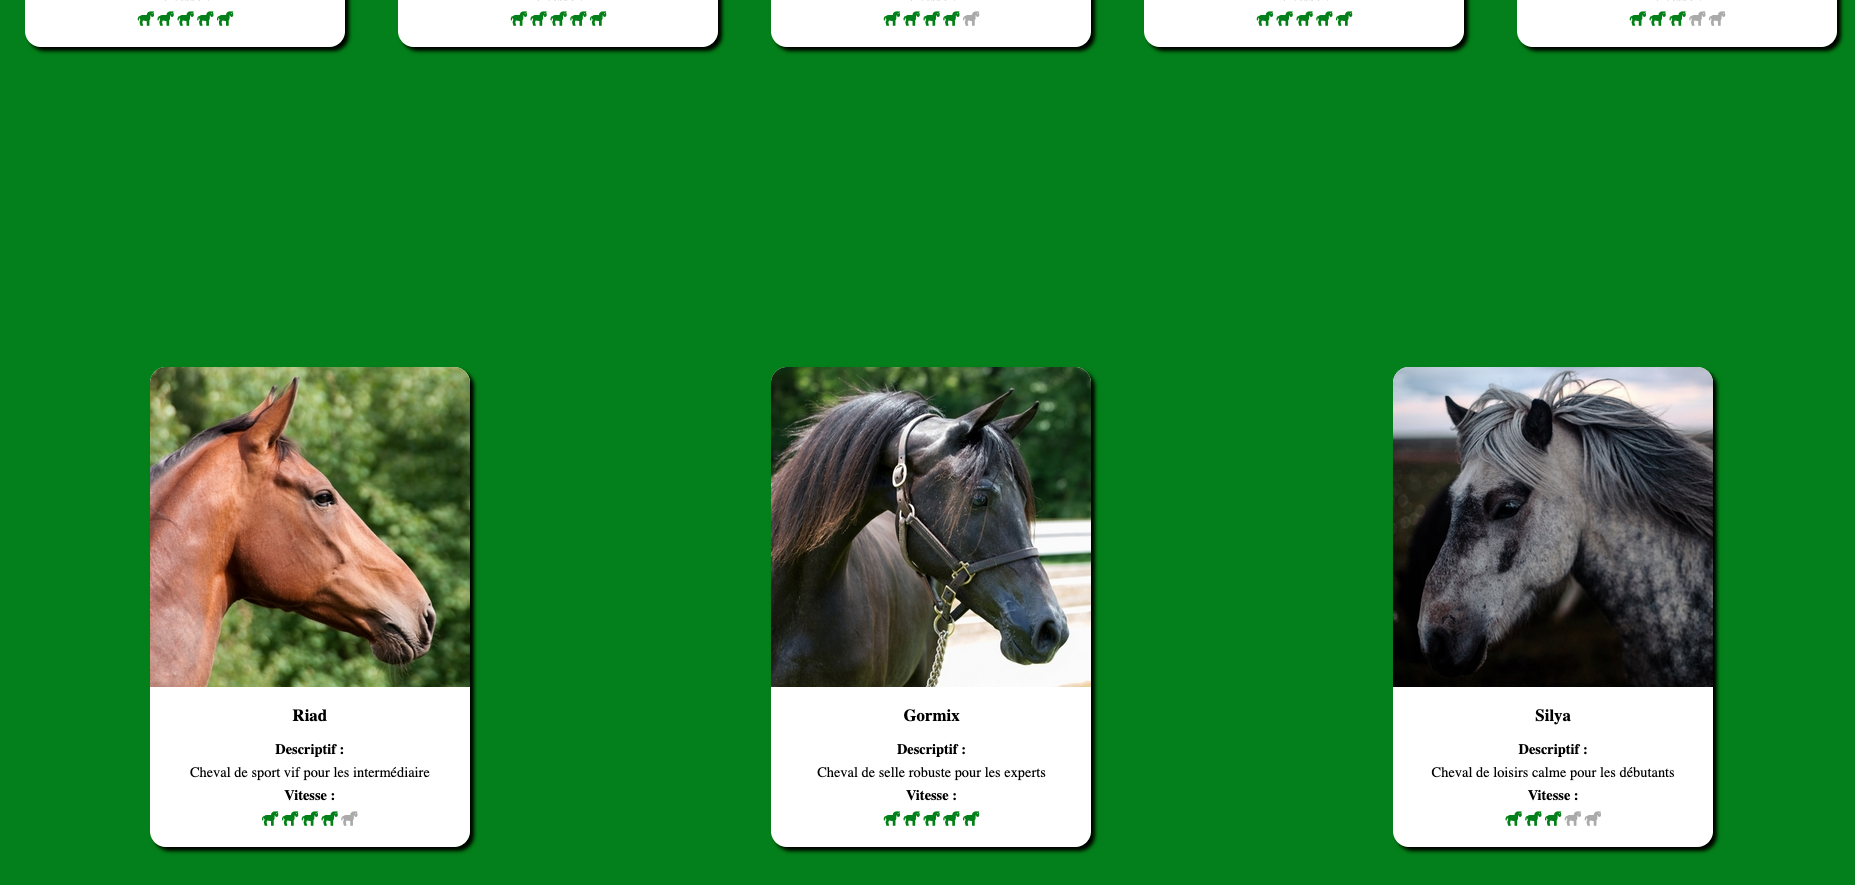 Riad
Descriptif :
Cheval de sport vif pour les intermédiaire
Vitesse :
Gormix
Descriptif :
Cheval de selle robuste pour les experts
Vitesse :
Silya
Descriptif :
Cheval de loisirs calme pour les débutants
Vitesse :